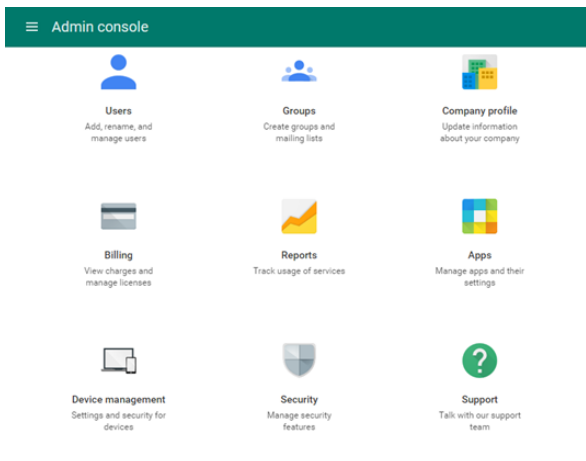 Admin console
Users
Add, rename, and
manage users
Groups
Create groups and
mailing lists
Company profile
Update information
about your company
Billing
View charges and
manage licenses
Reports
Track usage of services
Apps
Manage apps and their
settings
Device management
Settings and security for
devices
Security
Manage security
features
Support
Talk with our support
team